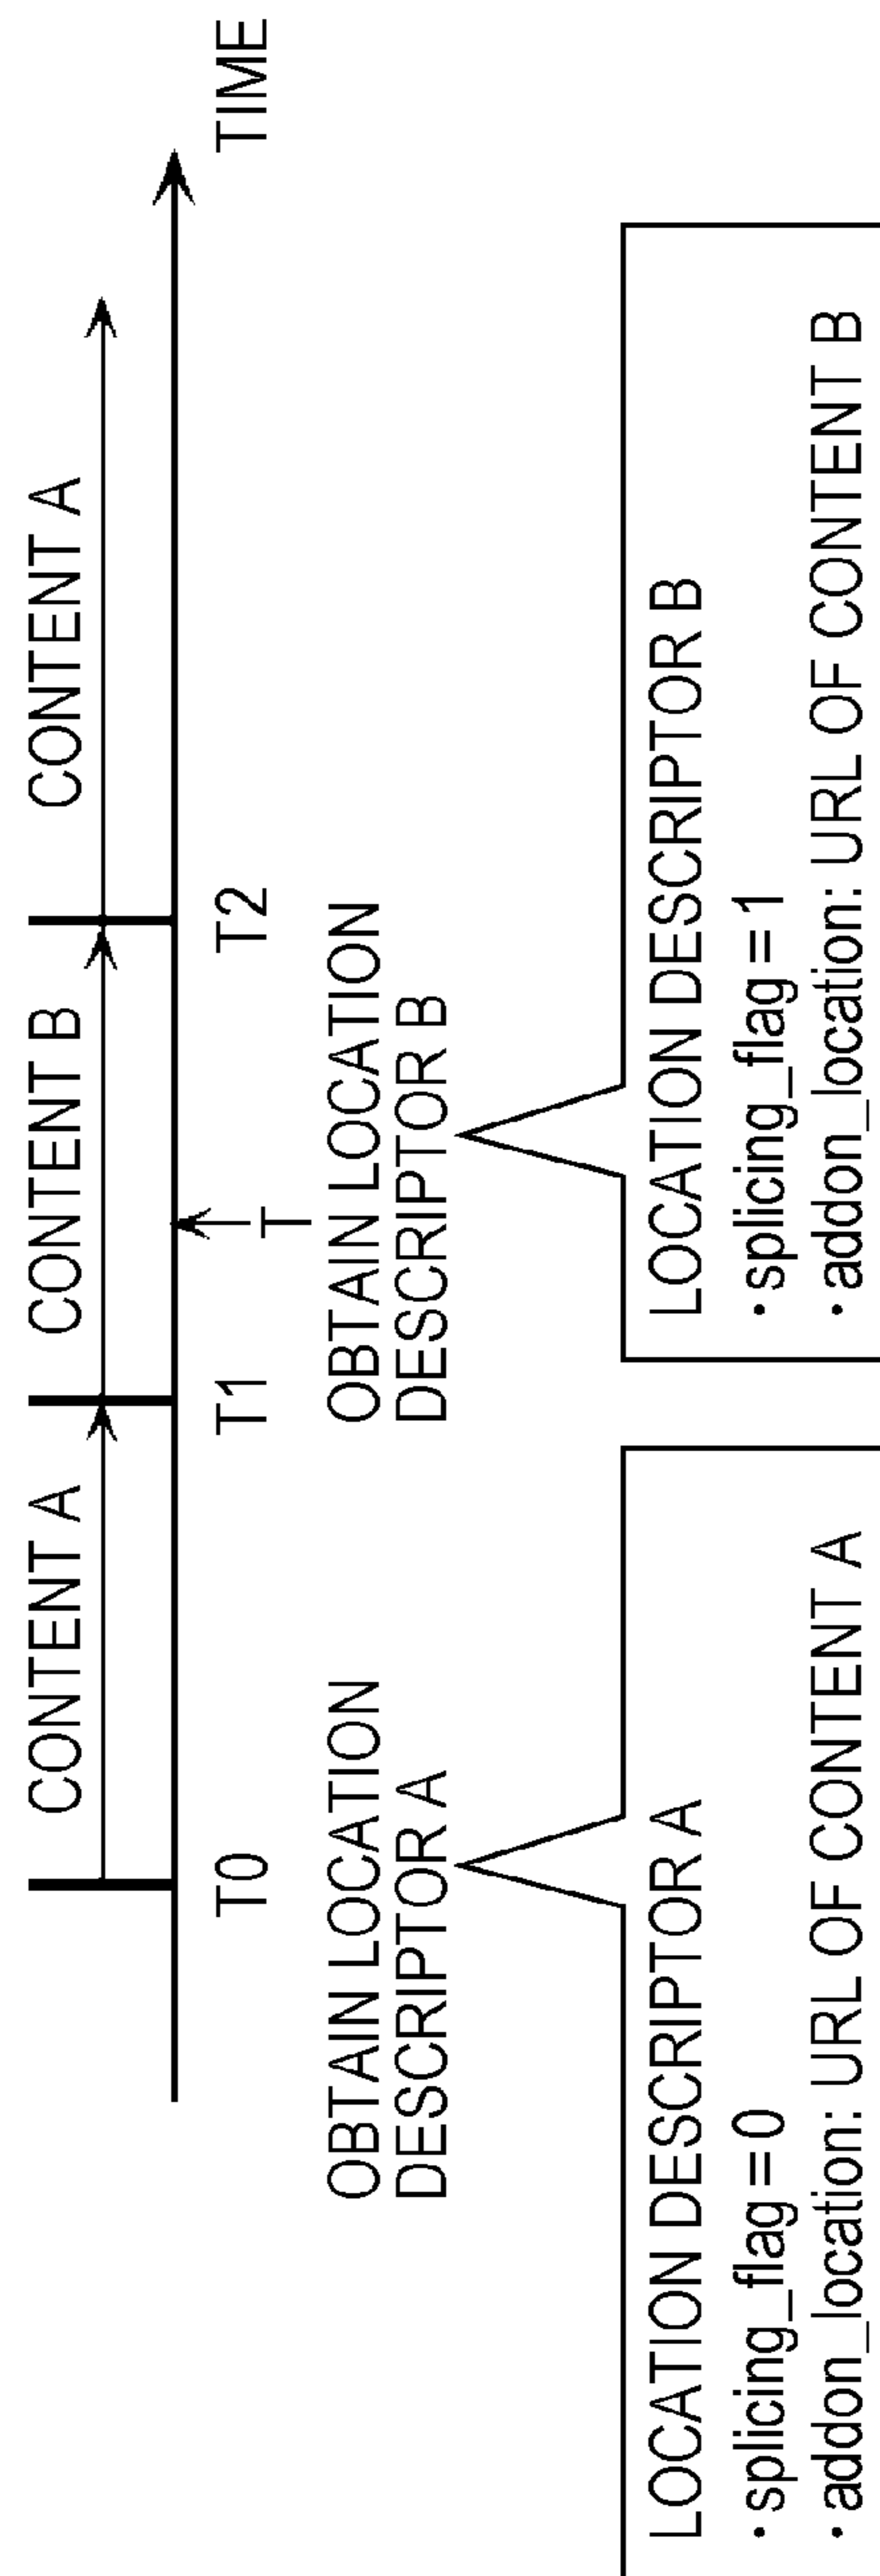 CONTENT A
CONTENT B
CONTENT A
TIME
T0
T1
T
T2
OBTAIN LOCATION
DESCRIPTOR A
OBTAIN LOCATION
DESCRIPTOR B
LOCATION DESCRIPTOR A
・splicing_flag = 0
・addon_location: URL OF CONTENT A
LOCATION DESCRIPTOR B
・splicing_flag = 1
・addon_location: URL OF CONTENT B